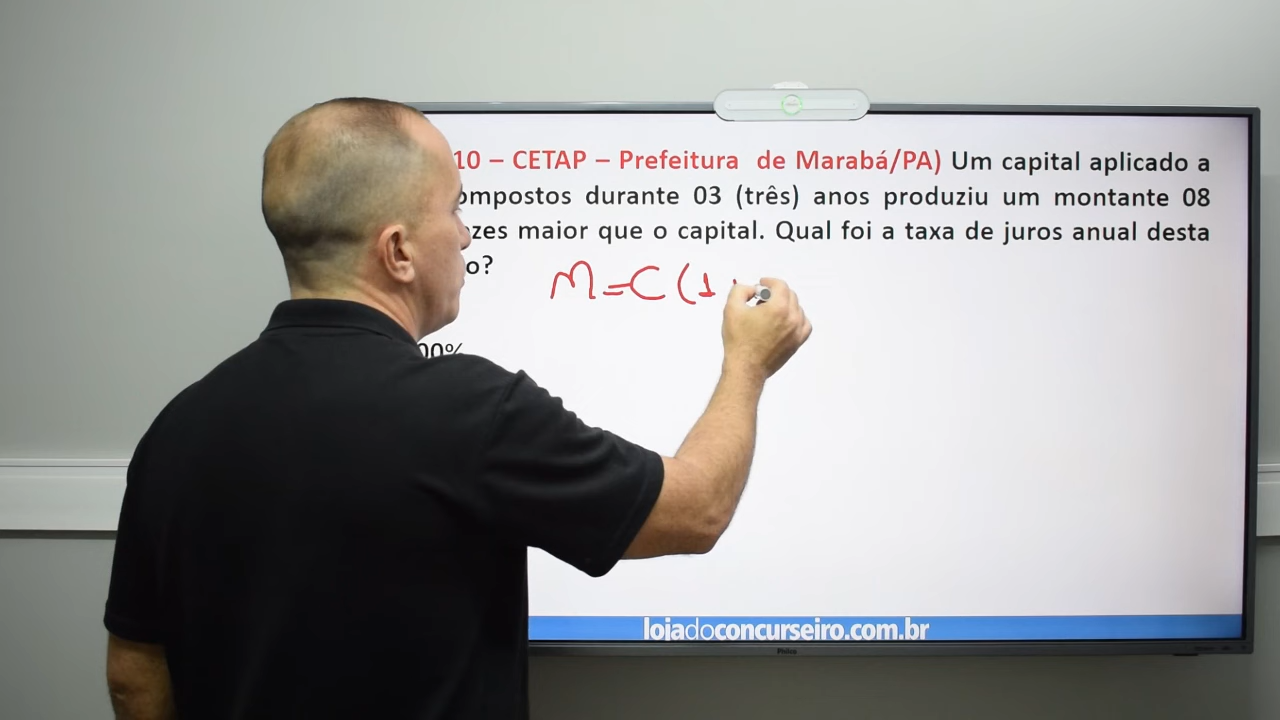 10 – CETAP – Prefeitura de Marabá/PA) Um capital aplicado a
ompostos durante 03 (três) anos produziu um montante 08
zes maior que o capital. Qual foi a taxa de juros anual desta
o?
M=C(1
00%
lojadoconcurseiro.com.br
Philco